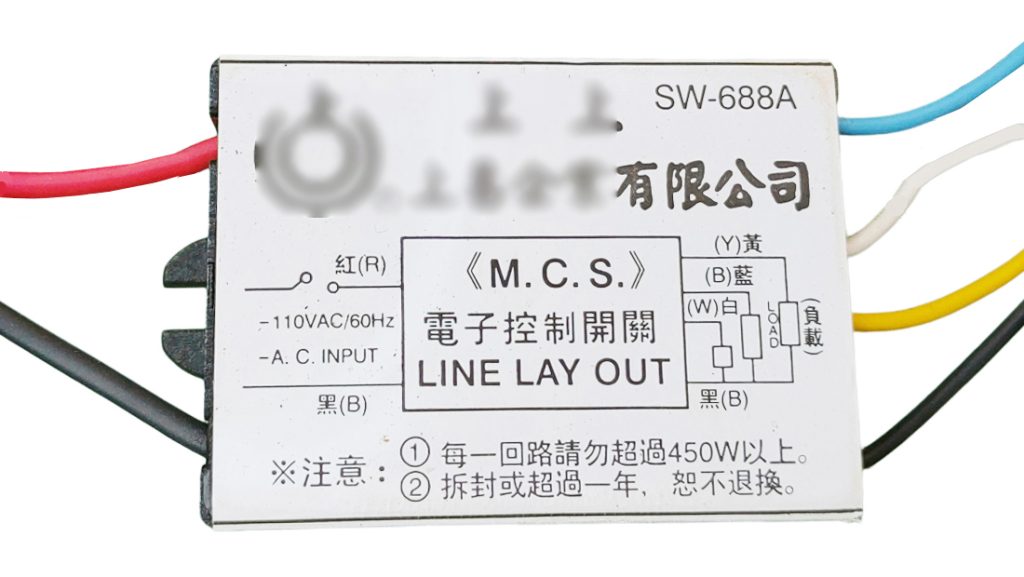 SW-688A
有限公司
紅(R)
~110VAC/60Hz
~A. C. INPUT
黑(B)
《M. C. S.》
電子控制開關
LINE LAY OUT
(Y)黃
(B)藍
(W)白
LOAD
(負載)
黑(B)
※注意：
① 每一回路請勿超過450W以上。
② 拆封或超過一年，恕不退換。